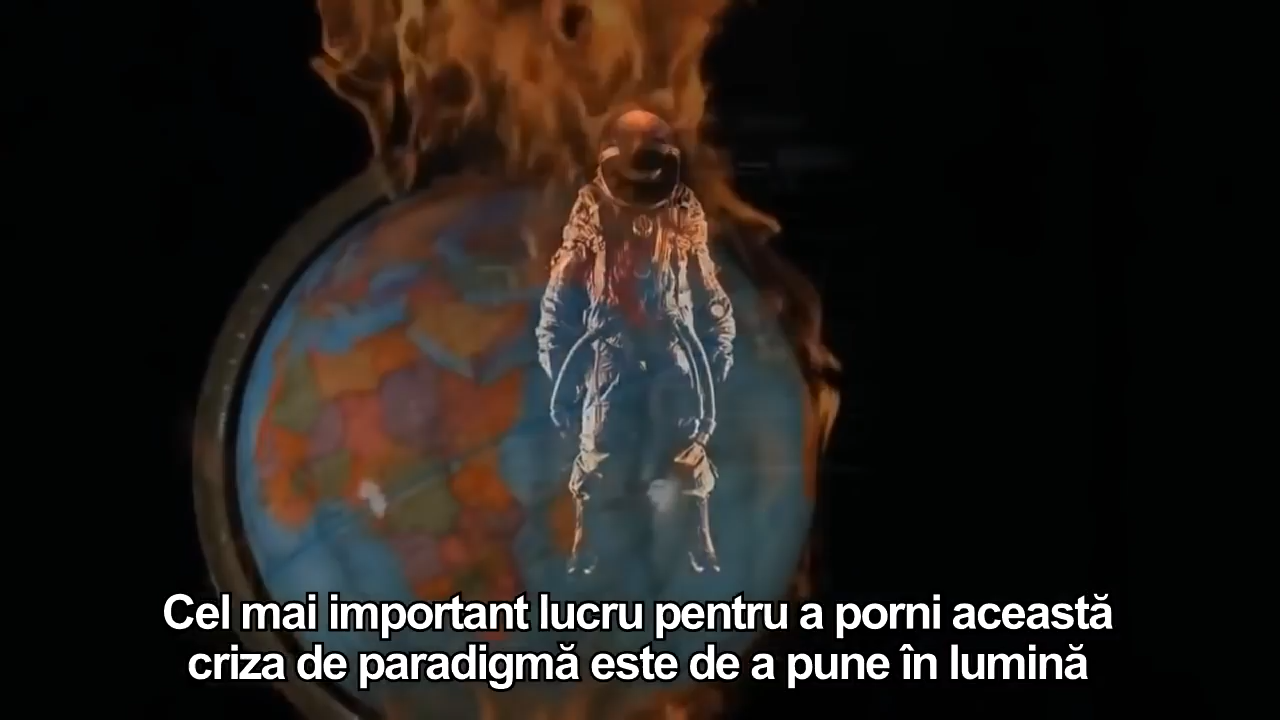 Cel mai important lucru pentru a porni această
criza de paradigmă este de a pune în lumină